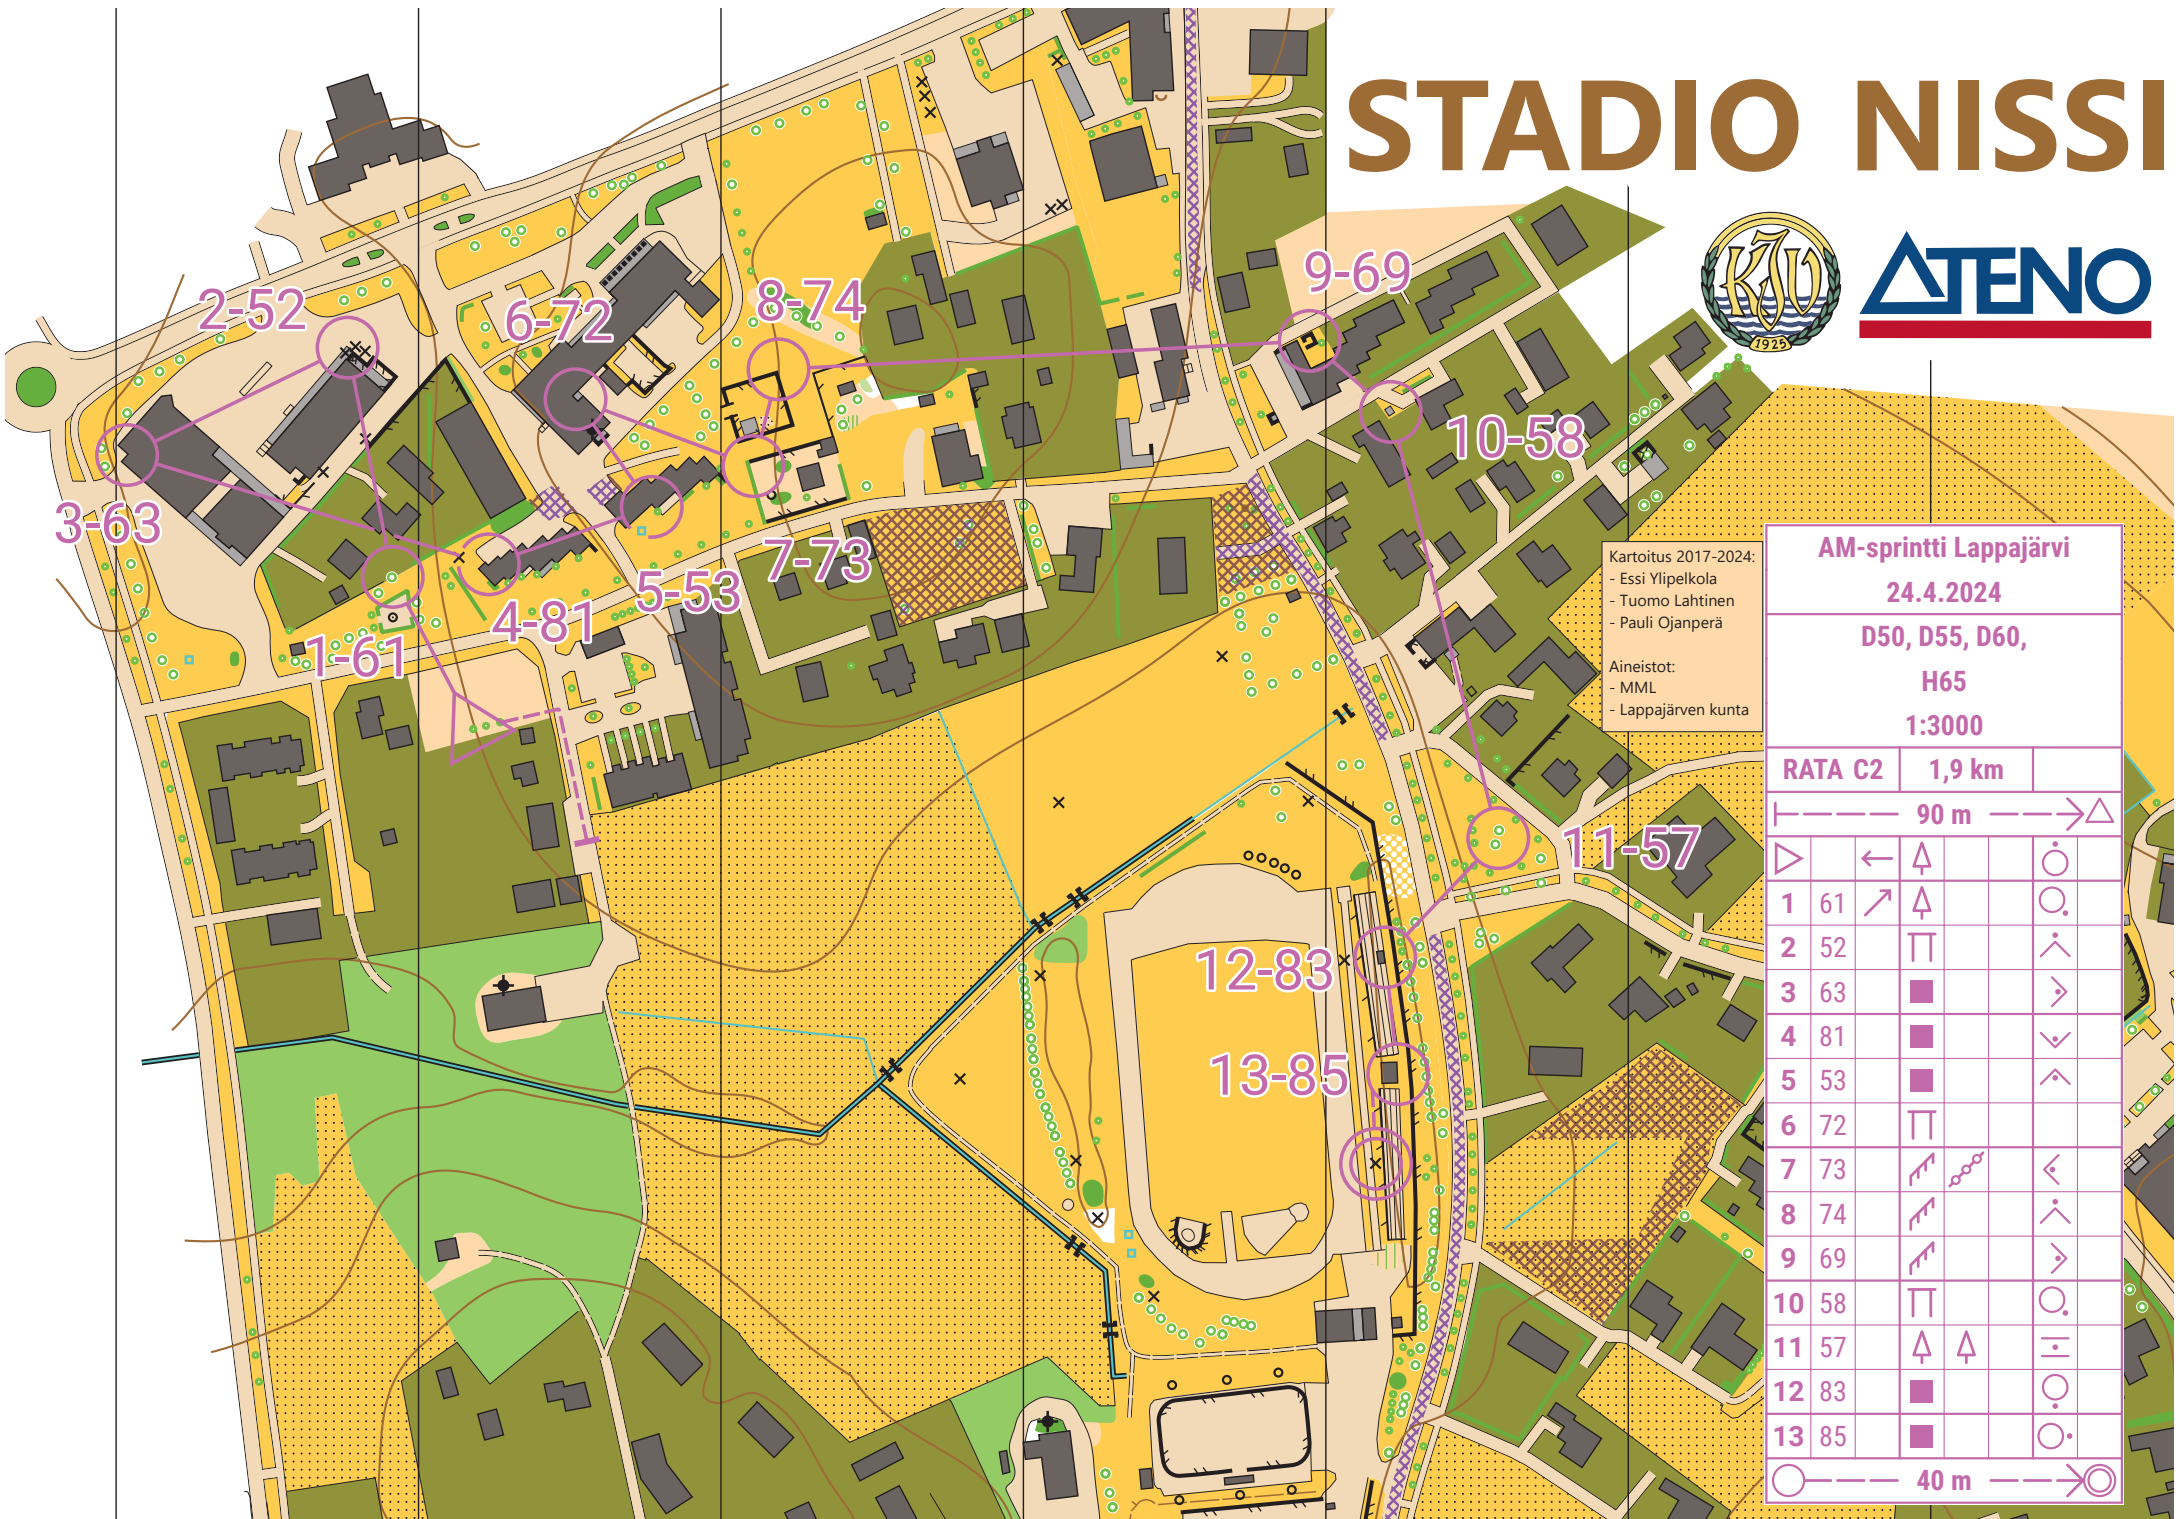 STADIO NISSI
KJV
1925
ATENO
2-52
6-72
8-74
9-69
10-58
3-63
7-73
5-53
4-81
1-61
11-57
12-83
13-85
Kartoitus 2017-2024:
- Essi Ylipelkola
- Tuomo Lahtinen
- Pauli Ojanperä
Aineistot:
- MML
- Lappajärven kunta
AM-sprintti Lappajärvi
24.4.2024
D50, D55, D60,
H65
1:3000
RATA C2 1,9 km
90 m
1 61
2 52
3 63
4 81
5 53
6 72
7 73
8 74
9 69
10 58
11 57
12 83
13 85
40 m